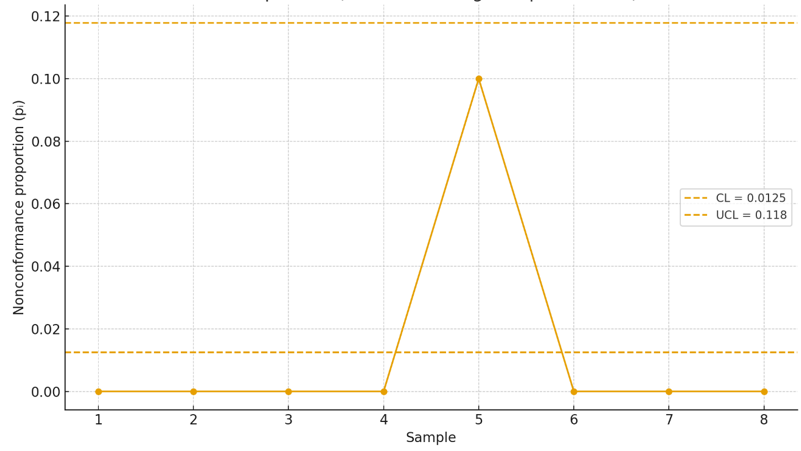 0.12
0.10
0.08
0.06
0.04
0.02
0.00
Nonconformance proportion (pᵢ)
CL = 0.0125
UCL = 0.118
1 2 3 4 5 6 7 8
Sample